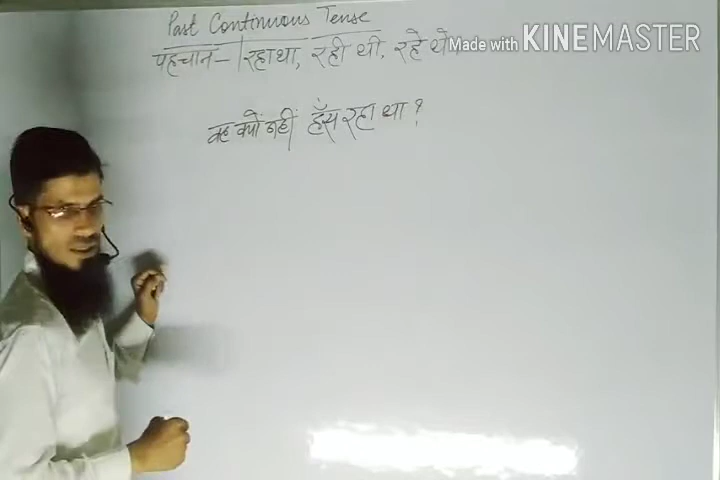 Past Continuous Tense
पहचान - रहा था, रही थी, रहे थे।
Made with KINEMASTER
वह क्यों नहीं हँस रहा था ?